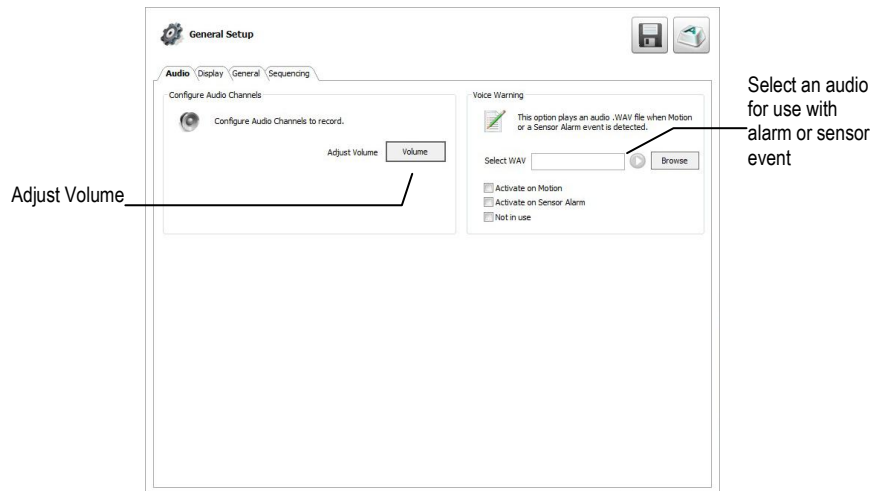 General Setup
Audio Display General Sequencing
Configure Audio Channels
Configure Audio Channels to record.
Adjust Volume Volume
Voice Warning
This option plays an audio .WAV file when Motion
or a Sensor Alarm event is detected.
Select WAV Browse
Activate on Motion
Activate on Sensor Alarm
Not in use
Adjust Volume
Select an audio
for use with
alarm or sensor
event